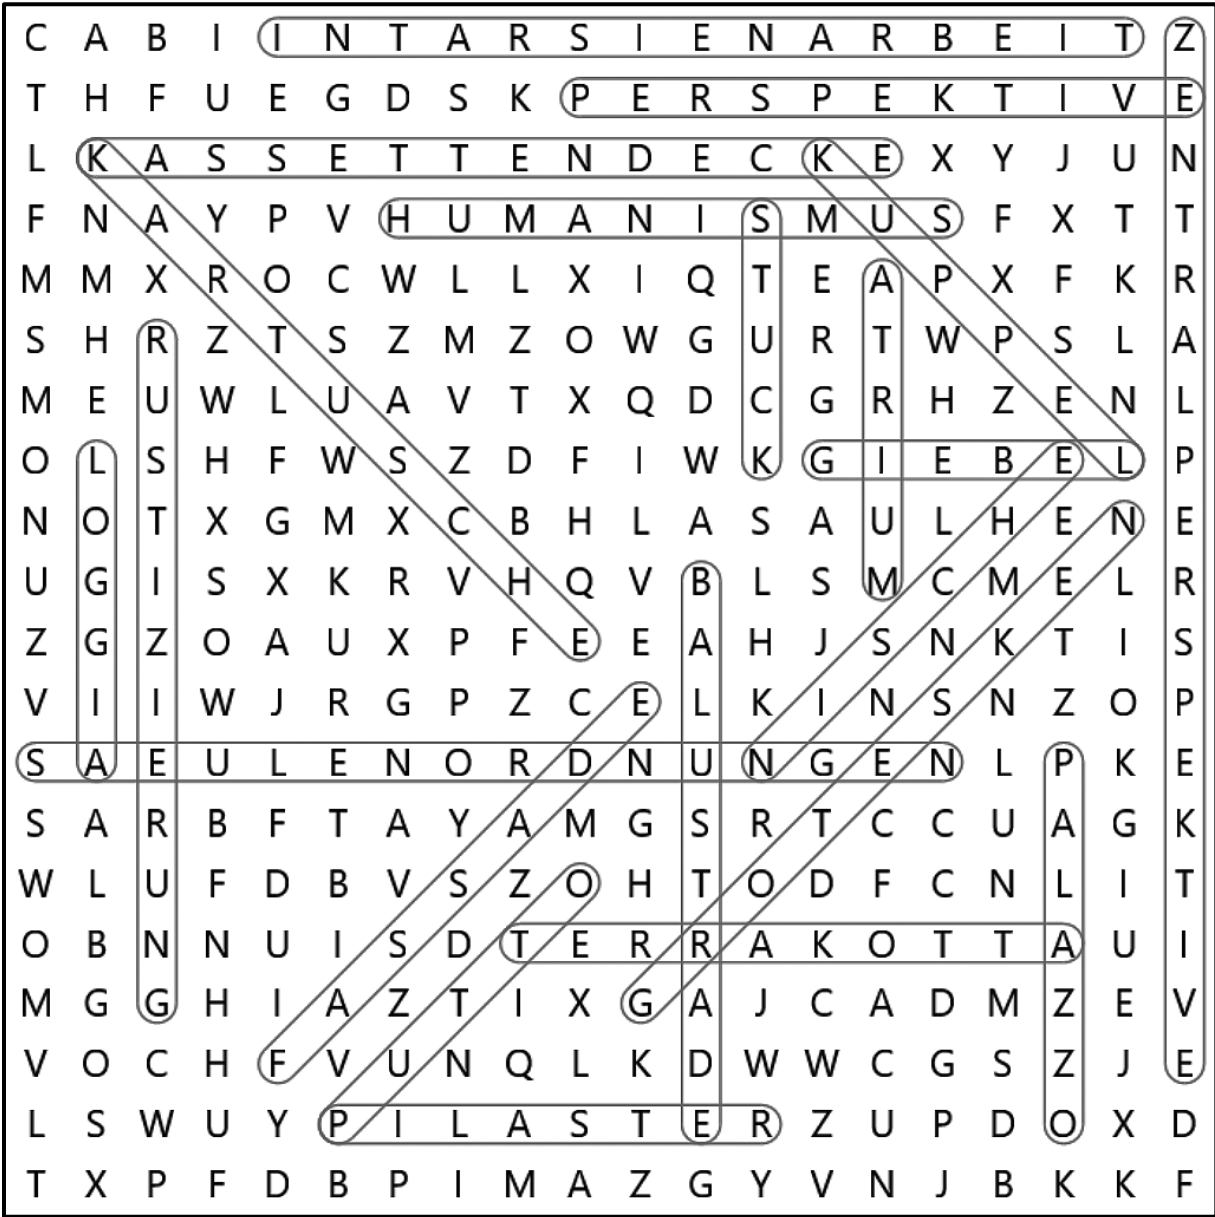 C A B I I N T A R S I E N A R B E I T Z
T H F U E G D S K P E R S P E K T I V E
L K A S S E T T E N D E C K E X Y J U N
F N A Y P V H U M A N I S M U S F X T T
M M X R O C W L L X I Q T E A P X F K R
S H R Z T S Z M Z O W G U R T W P S L A
M E U W L U A V T X Q D C G R H Z E N L
O L S H F W S Z D F I W K G I E B E L P
N O T X G M X C B H L A S A U L H E N E
U G I S X K R V H Q V B L S M C M E L R
Z G Z O A U X P F E E A H J S N K T I S
V I I W J R G P Z C E L K I N S N Z O P
S A E U L E N O R D N U N G E N L P K E
S A R B F T A Y A M G S R T C C U A G K
W L U F D B V S Z O H T O D F C N L I T
O B N N U I S D T E R R A K O T T A U I
M G G H I A Z T I X G A J C A D M Z E V
V O C H F V U N Q L K D W W C G S Z J E
L S W U Y P I L A S T E R Z U P D O X D
T X P F D B P I M A Z G Y V N J B K K F